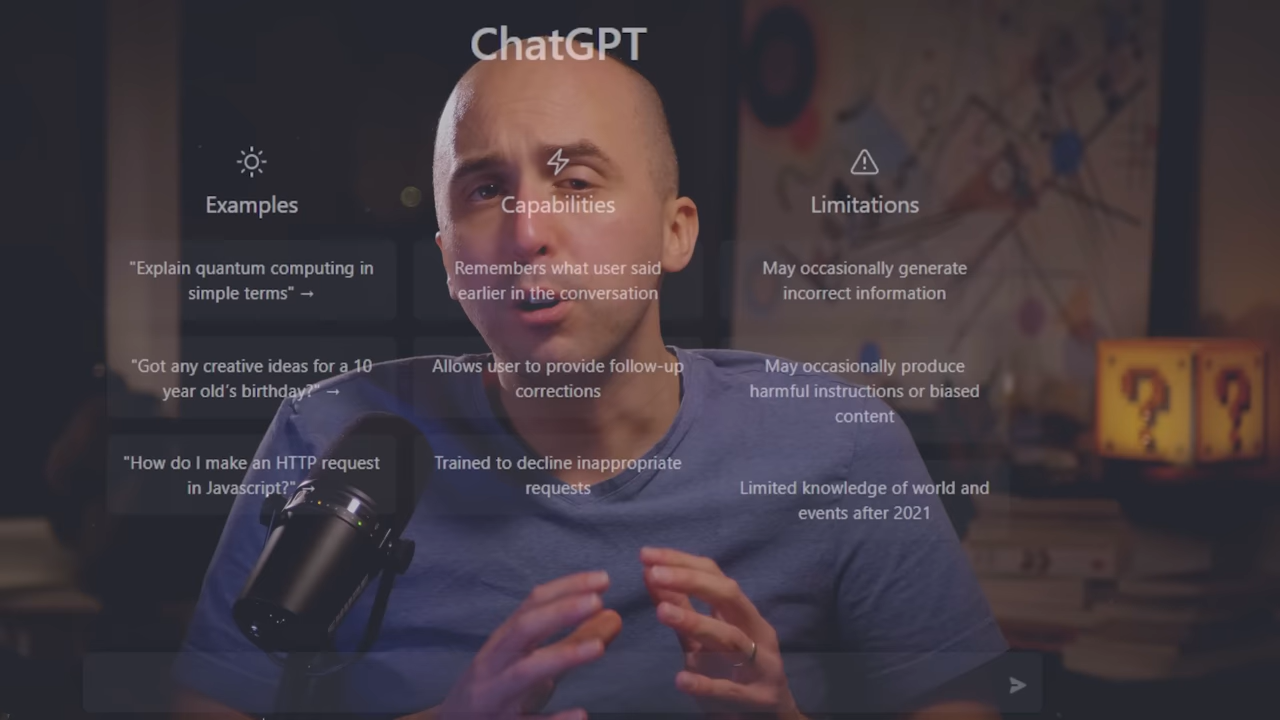 ChatGPT
Examples
"Explain quantum computing in
simple terms" →
"Got any creative ideas for a 10
year old's birthday?" →
"How do I make an HTTP request
in Javascript?" →
Capabilities
Remembers what user said
earlier in the conversation
Allows user to provide follow-up
corrections
Trained to decline inappropriate
requests
Limitations
May occasionally generate
incorrect information
May occasionally produce
harmful instructions or biased
content
Limited knowledge of world and
events after 2021
? ?